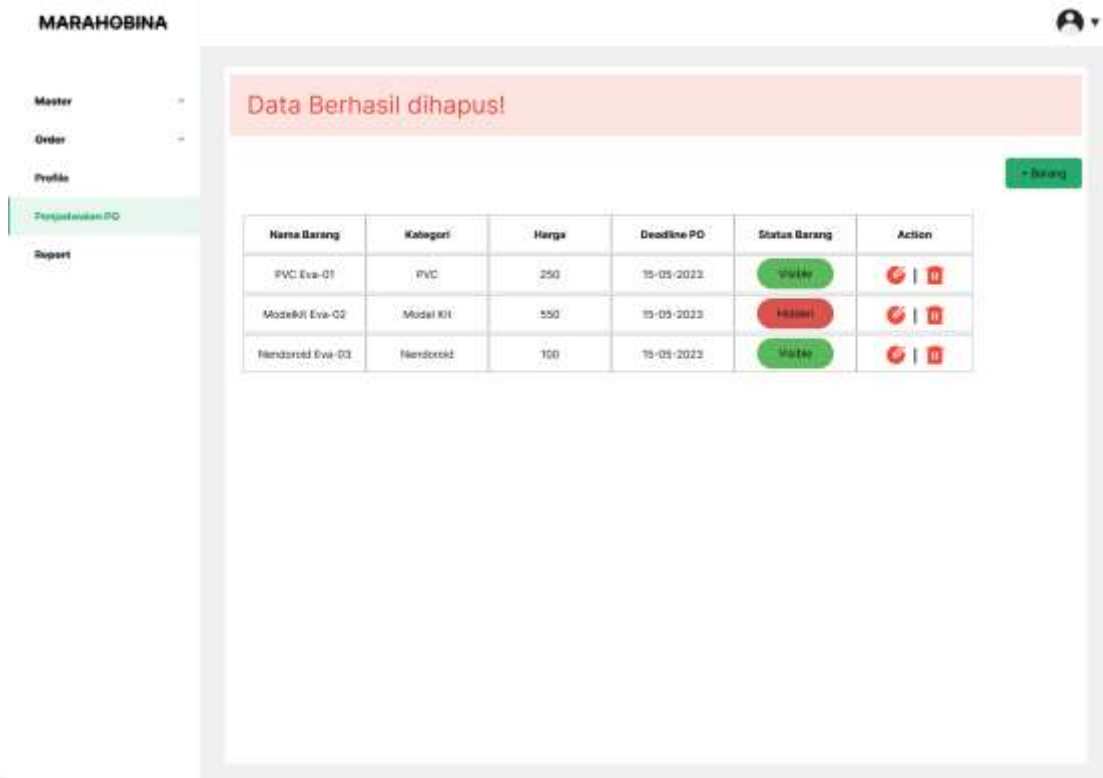 MARAHOBINA
Master
Order
Profile
Penjadwalan PO
Report
Data Berhasil dihapus!
+ Barang
Nama Barang Kategori Harga Deadline PO Status Barang Action
PVC Eva-01 PVC 250 15-05-2023 Visible |
Modelkit Eva-02 Model Kit 550 15-05-2023 Hidden |
Nendoroid Eva-03 Nendoroid 100 15-05-2023 Visible |